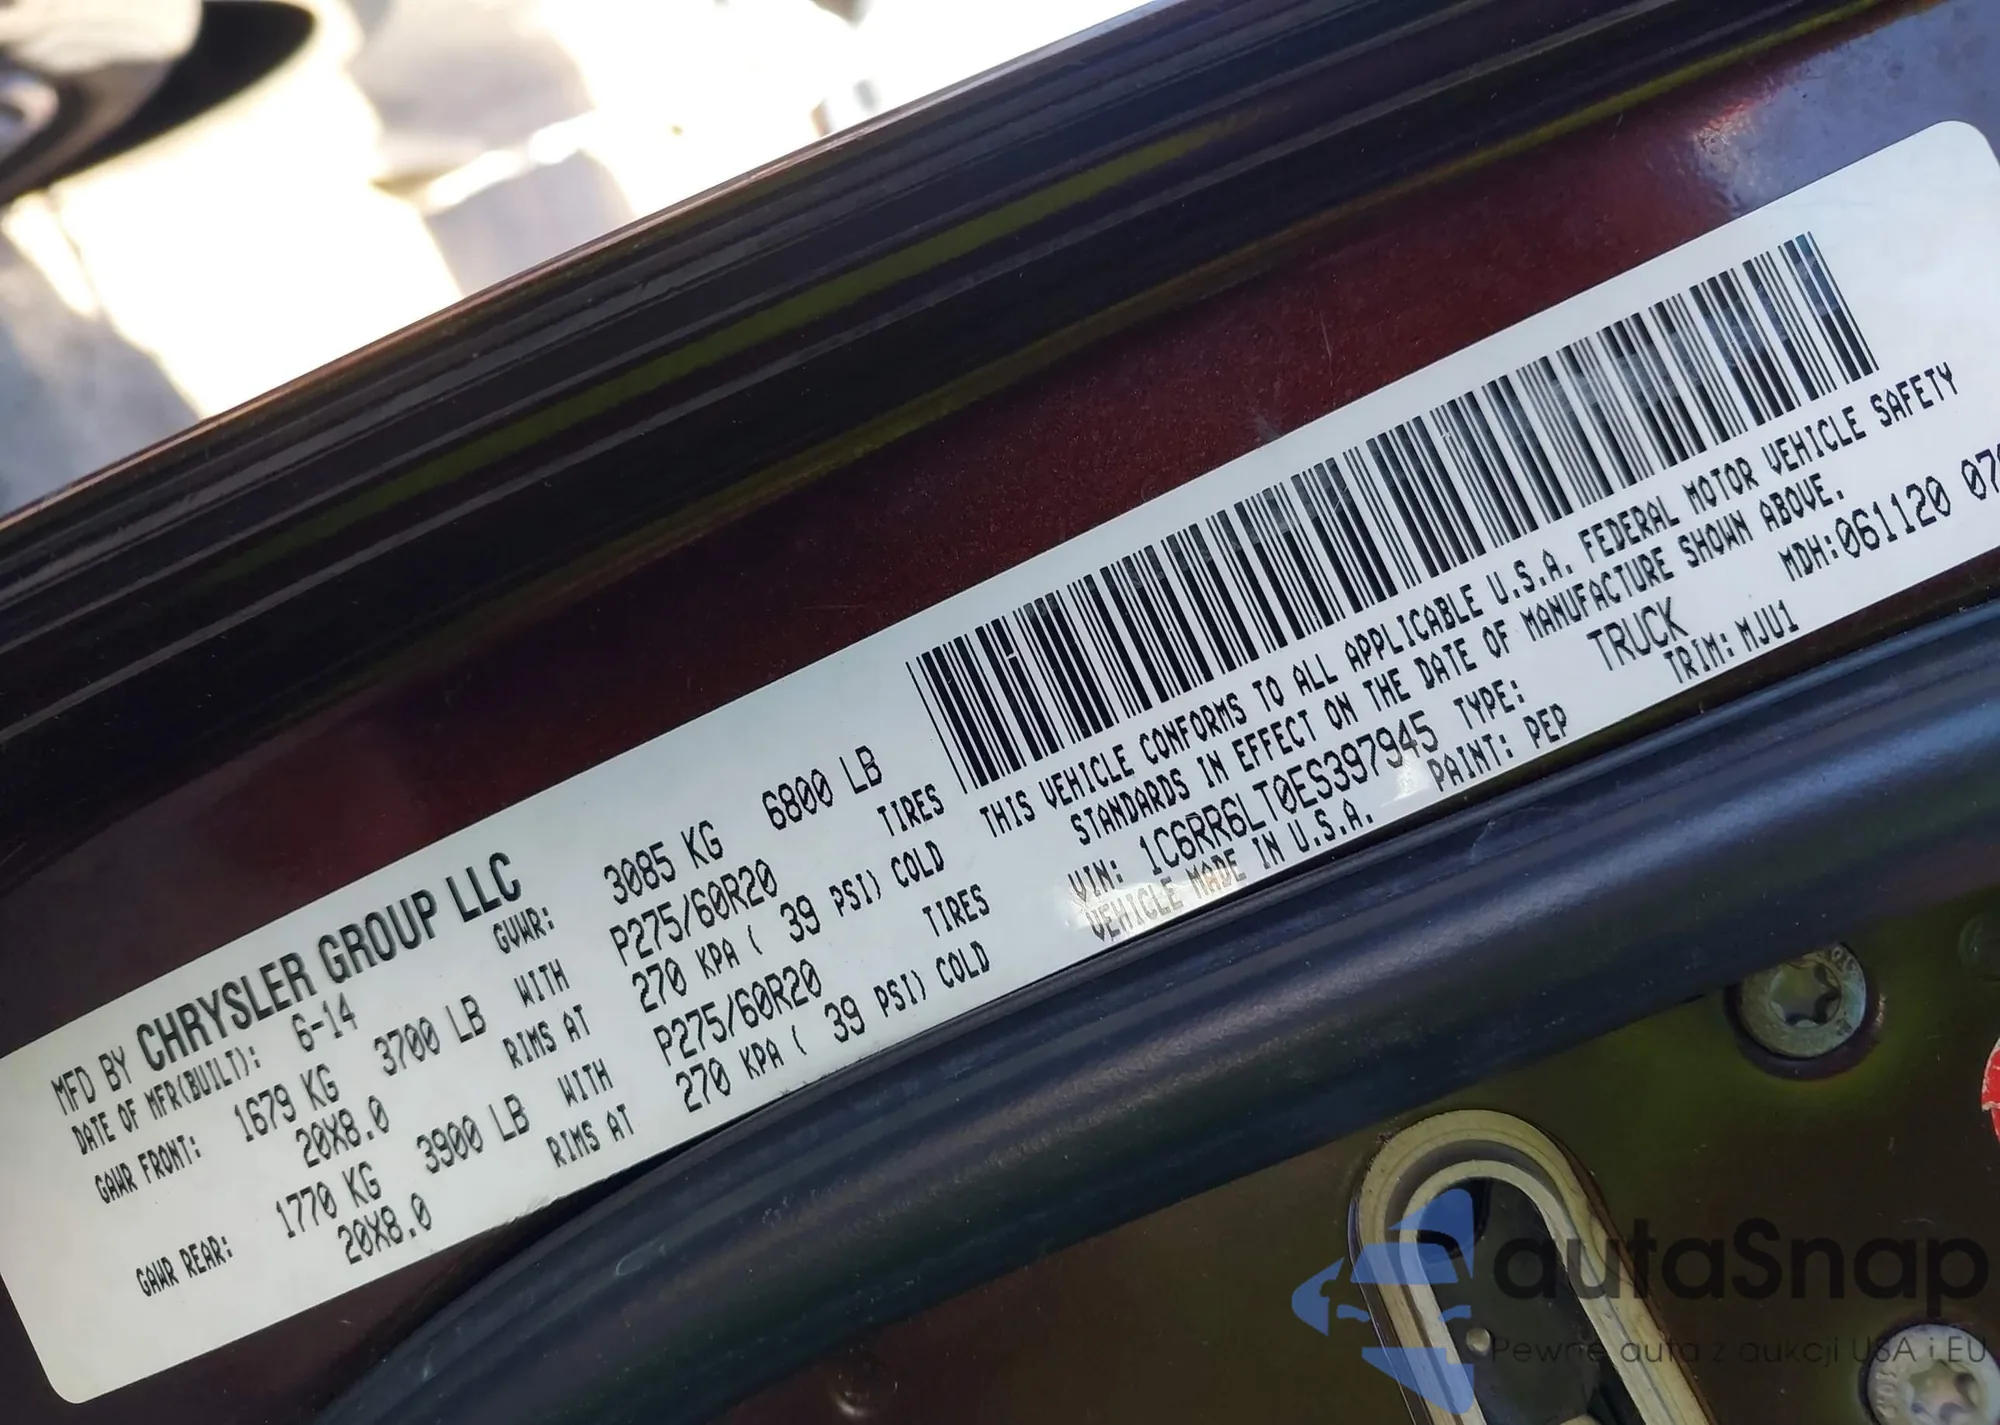 MFD BY CHRYSLER GROUP LLC
DATE OF MFR(BUILT): 6-14 GVWR: 3085 KG 6800 LB
GAWR FRONT: 1679 KG 3700 LB WITH P275/60R20 TIRES
20X8.0 RIMS AT 270 KPA ( 39 PSI) COLD
GAWR REAR: 1770 KG 3900 LB WITH P275/60R20 TIRES
20X8.0 RIMS AT 270 KPA ( 39 PSI) COLD
THIS VEHICLE CONFORMS TO ALL APPLICABLE U.S.A. FEDERAL MOTOR VEHICLE SAFETY
STANDARDS IN EFFECT ON THE DATE OF MANUFACTURE SHOWN ABOVE.
MDH:061120
VIN: 1C6RR6LT0ES397945 TYPE: TRUCK
VEHICLE MADE IN U.S.A. PAINT: PEP TRIM: MJU1
autaSnap
Pewne auta z aukcji USA i EU